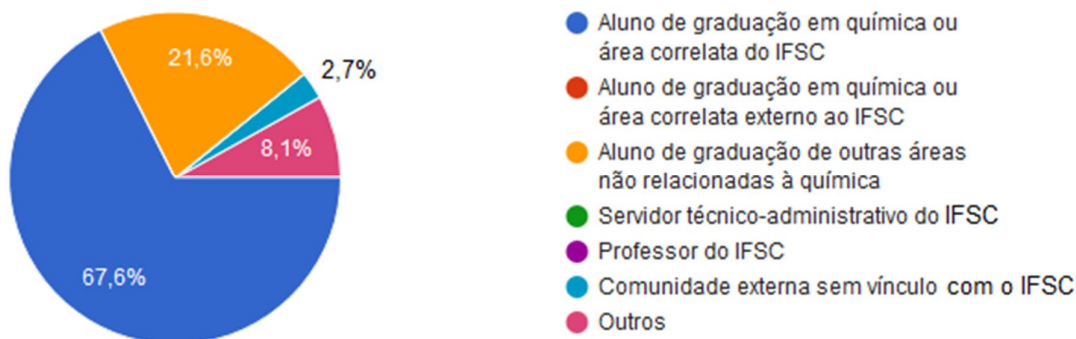 21,6%
2,7%
8,1%
67,6%
Aluno de graduação em química ou
área correlata do IFSC
Aluno de graduação em química ou
área correlata externo ao IFSC
Aluno de graduação de outras áreas
não relacionadas à química
Servidor técnico-administrativo do IFSC
Professor do IFSC
Comunidade externa sem vínculo com o IFSC
Outros